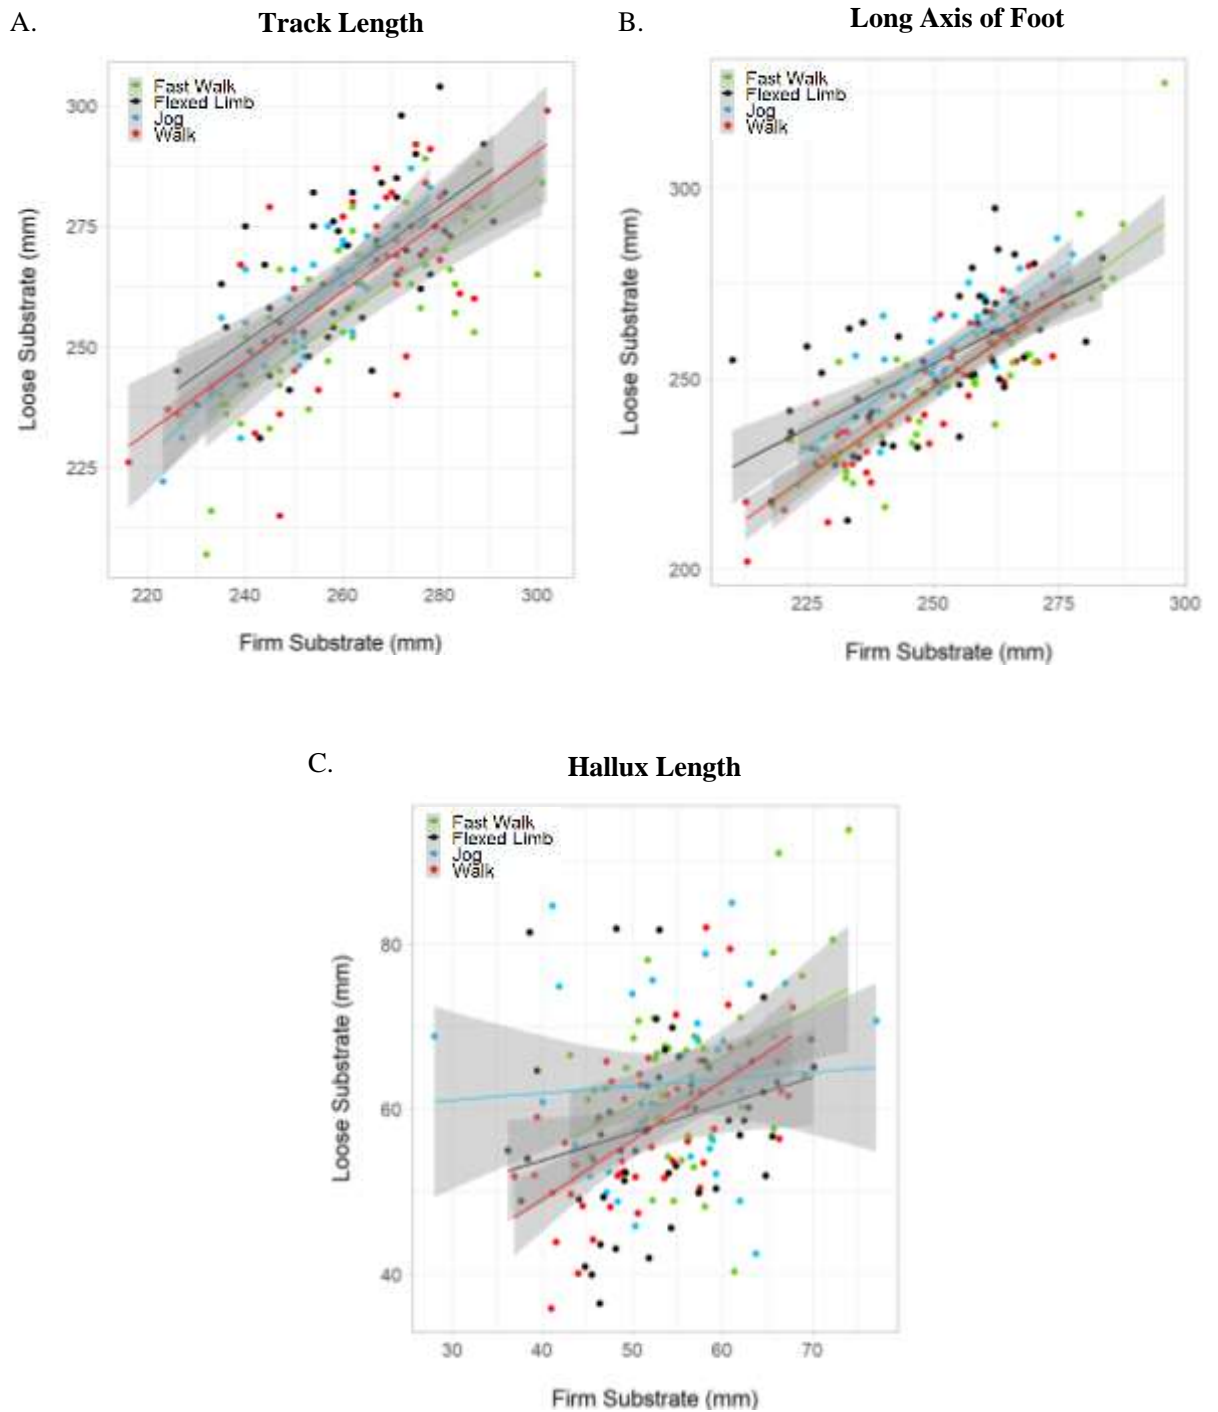 A.
Track Length
Fast Walk
Flexed Limb
Jog
Walk
300
275
250
225
220
240
260
280
300
Loose Substrate (mm)
Firm Substrate (mm)
B.
Long Axis of Foot
Fast Walk
Flexed Limb
Jog
Walk
300
250
200
225
250
275
300
Loose Substrate (mm)
Firm Substrate (mm)
C.
Hallux Length
Fast Walk
Flexed Limb
Jog
Walk
80
60
40
30
40
50
60
70
Loose Substrate (mm)
Firm Substrate (mm)